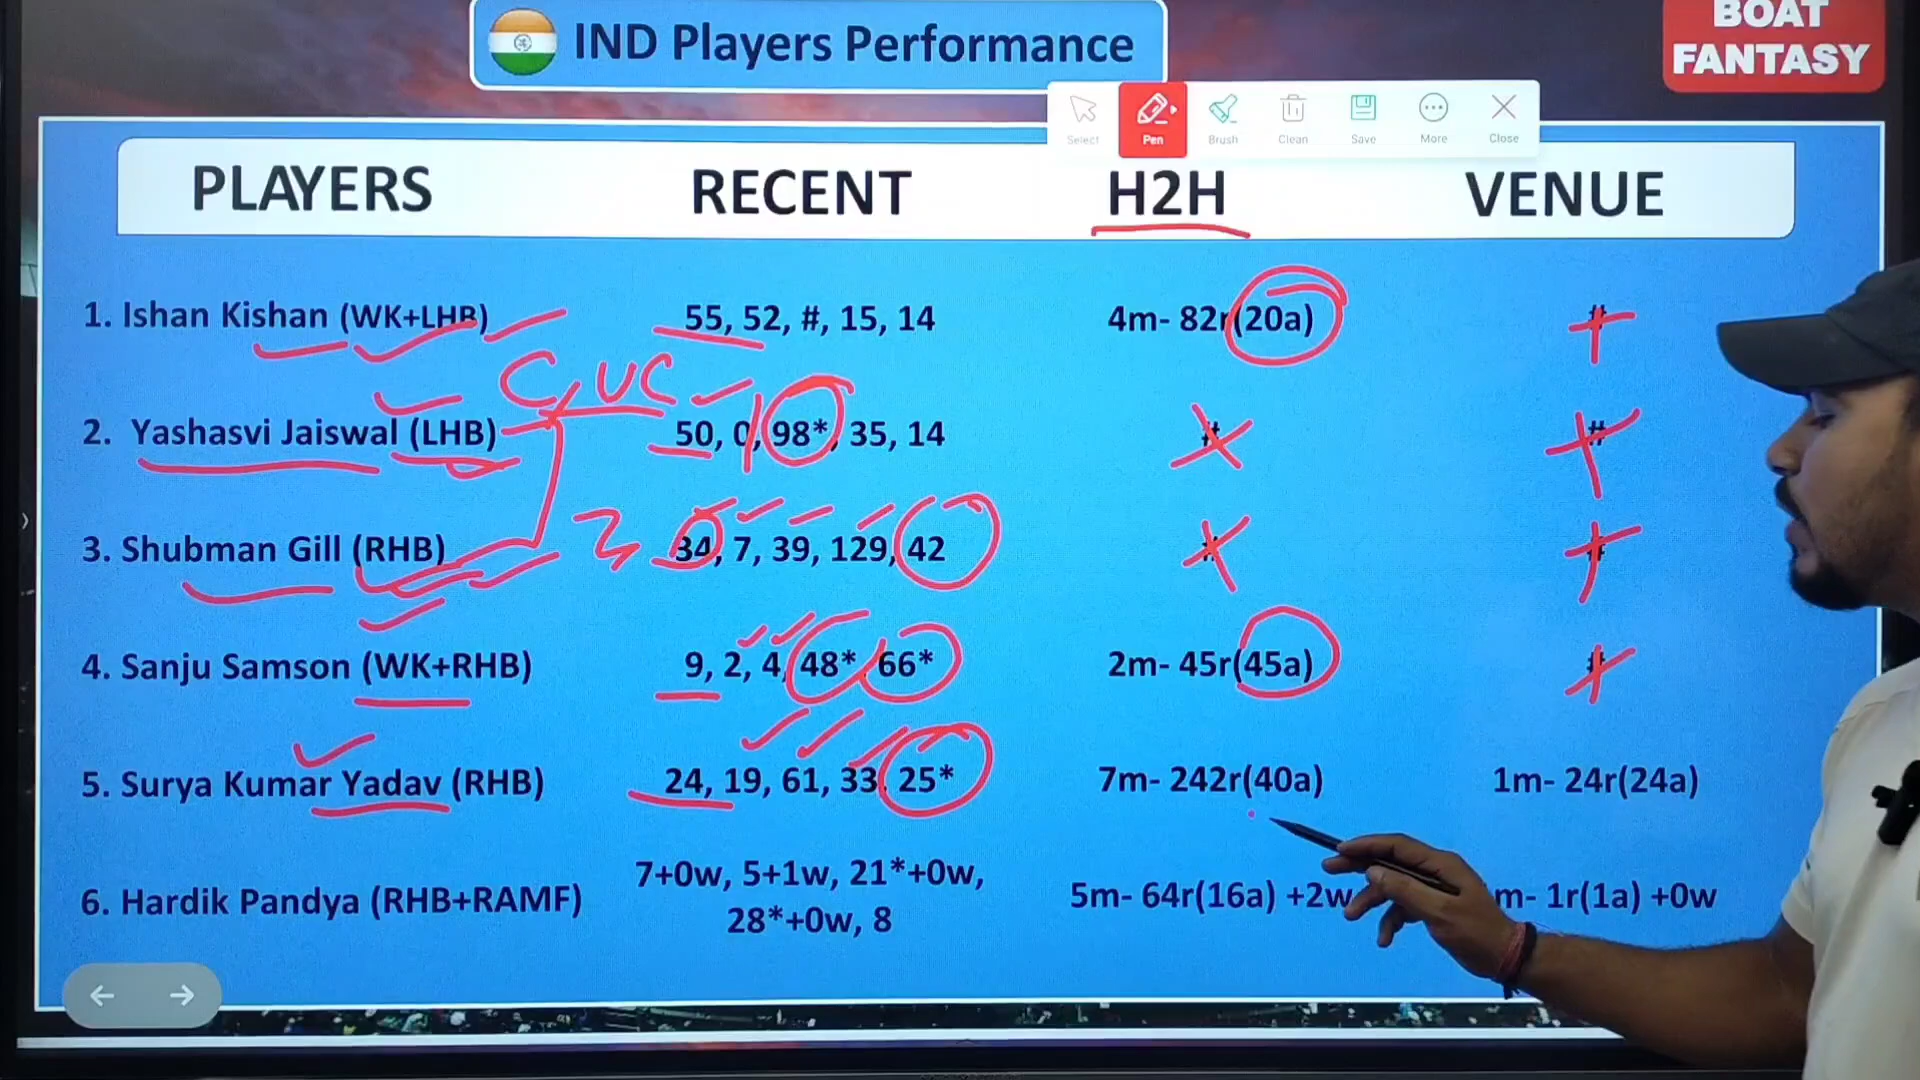 IND Players Performance
BOAT
FANTASY
Select Pen Brush Clean Save More Close
PLAYERS RECENT H2H VENUE
1. Ishan Kishan (WK+LHB) 55, 52, #, 15, 14 4m- 82r(20a) #
C, VC
2. Yashasvi Jaiswal (LHB) 50, 0, 98*, 35, 14 # #
3. Shubman Gill (RHB) 34, 7, 39, 129, 42 # #
4. Sanju Samson (WK+RHB) 9, 2, 4, 48*, 66* 2m- 45r(45a) #
5. Surya Kumar Yadav (RHB) 24, 19, 61, 33, 25* 7m- 242r(40a) 1m- 24r(24a)
6. Hardik Pandya (RHB+RAMF) 7+0w, 5+1w, 21*+0w, 5m- 64r(16a) +2w m- 1r(1a) +0w
28*+0w, 8